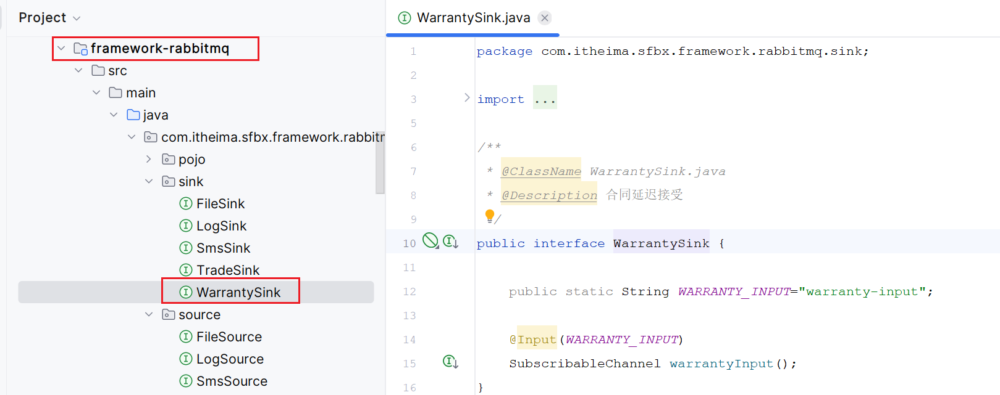 Project
framework-rabbitmq
src
main
java
com.itheima.sfbx.framework.rabbitm
pojo
sink
FileSink
LogSink
SmsSink
TradeSink
WarrantySink
source
FileSource
LogSource
SmsSource
WarrantySink.java
1 package com.itheima.sfbx.framework.rabbitmq.sink;
2
3 import ...
5
6 /**
7 * @ClassName WarrantySink.java
8 * @Description 合同延迟接受
9 /
10 public interface WarrantySink {
11
12 public static String WARRANTY_INPUT="warranty-input";
13
14 @Input(WARRANTY_INPUT)
15 SubscribableChannel warrantyInput();
16 }